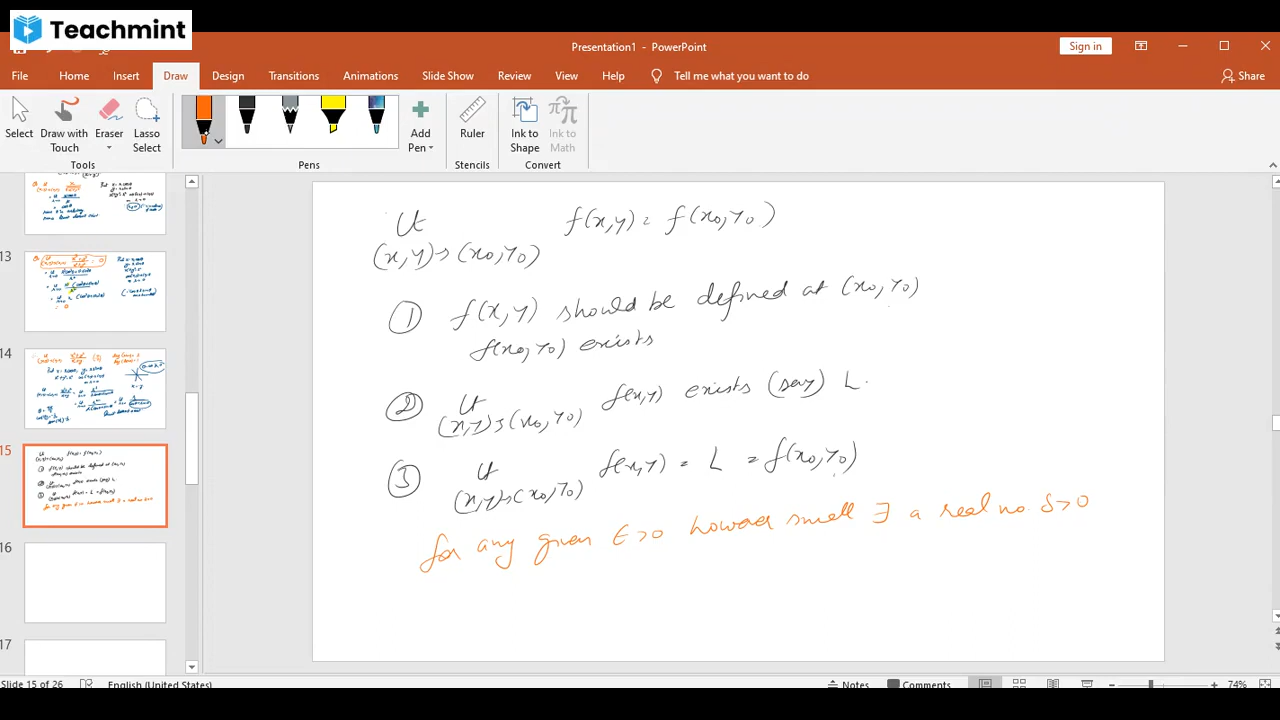 Teachmint
Presentation1 - PowerPoint
Sign in
File Home Insert Draw Design Transitions Animations Slide Show Review View Help Tell me what you want to do Share
Select Draw with Touch Eraser Lasso Select Add Pen Ruler Ink to Shape Ink to Math
Tools Pens Stencils Convert
lt f(x,y) = f(x0,y0)
(x,y)→(x0,y0)
① f(x,y) should be defined at (x0,y0)
f(x0,y0) exists
② lt f(x,y) exists (say) L.
(x,y)→(x0,y0)
③ lt f(x,y) = L = f(x0,y0)
(x,y)→(x0,y0)
for any given ε>0 howeer small ∃ a real no. δ>0
13
14
15
16
17
Slide 15 of 26 English (United States) Notes Comments 74%